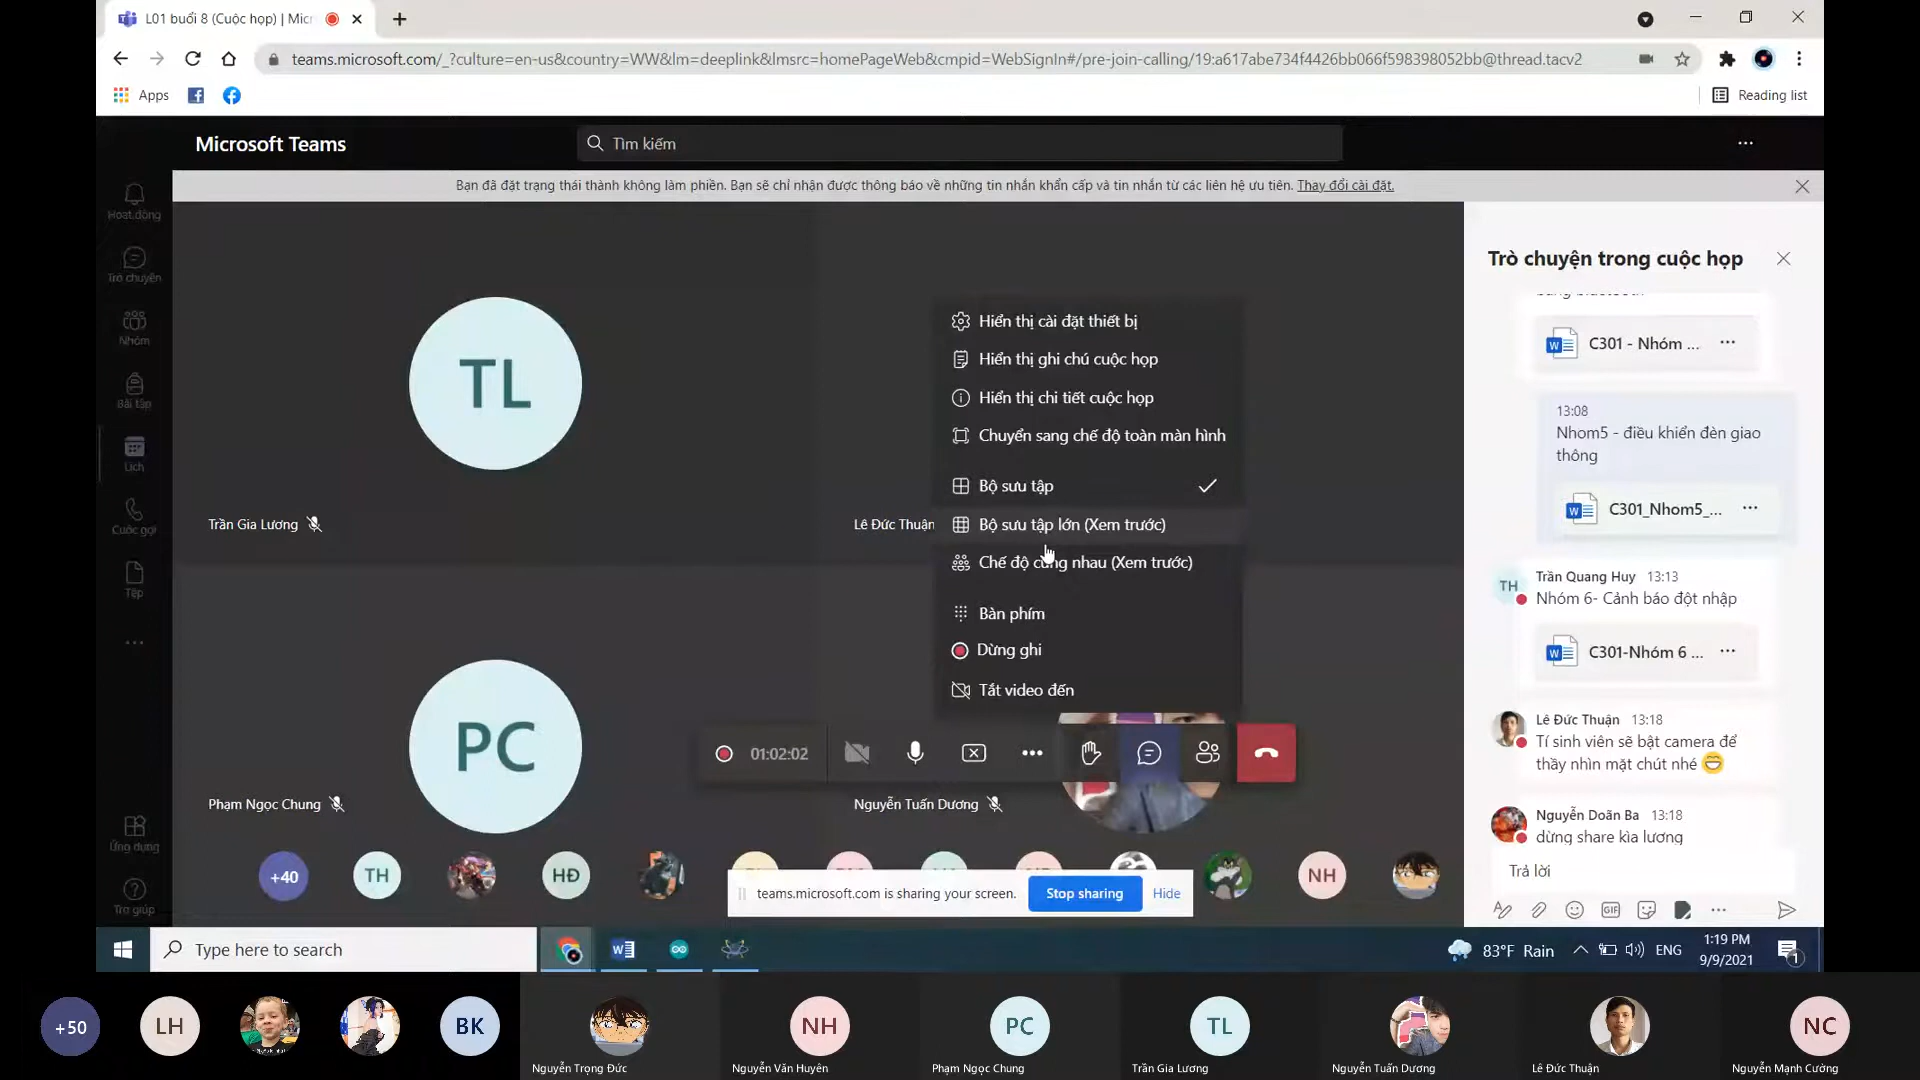 L01 buổi 8 (Cuộc họp) | Micr
teams.microsoft.com/_?culture=en-us&country=WW&lm=deeplink&lmsrc=homePageWeb&cmpid=WebSignIn#/pre-join-calling/19:a617abe734f4426bb066f598398052bb@thread.tacv2
Apps
Reading list
Microsoft Teams
Tìm kiếm
Bạn đã đặt trạng thái thành không làm phiền. Bạn sẽ chỉ nhận được thông báo về những tin nhắn khẩn cấp và tin nhắn từ các liên hệ ưu tiên. Thay đổi cài đặt.
Hoạt động
Trò chuyện
Nhóm
Bài tập
Lịch
Cuộc gọi
Tệp
Ứng dụng
Trợ giúp
TL
Trần Gia Lương
Lê Đức Thuận
PC
Phạm Ngọc Chung
Nguyễn Tuấn Dương
Hiển thị cài đặt thiết bị
Hiển thị ghi chú cuộc họp
Hiển thị chi tiết cuộc họp
Chuyển sang chế độ toàn màn hình
Bộ sưu tập
Bộ sưu tập lớn (Xem trước)
Chế độ cùng nhau (Xem trước)
Bàn phím
Dừng ghi
Tắt video đến
01:02:02
+40
TH
HĐ
NH
teams.microsoft.com is sharing your screen.
Stop sharing
Hide
Trò chuyện trong cuộc họp
C301 - Nhóm ...
13:08
Nhom5 - điều khiển đèn giao
thông
C301_Nhom5_...
TH
Trần Quang Huy 13:13
Nhóm 6- Cảnh báo đột nhập
C301-Nhóm 6 ...
Lê Đức Thuận 13:18
Tí sinh viên sẽ bật camera để
thầy nhìn mặt chút nhé
Nguyễn Doãn Ba 13:18
dừng share kìa lương
Trả lời
GIF
Type here to search
83°F Rain
ENG
1:19 PM
9/9/2021
1
+50
LH
BK
Nguyễn Trọng Đức
NH
Nguyễn Văn Huyên
PC
Phạm Ngọc Chung
TL
Trần Gia Lương
Nguyễn Tuấn Dương
Lê Đức Thuận
NC
Nguyễn Mạnh Cường